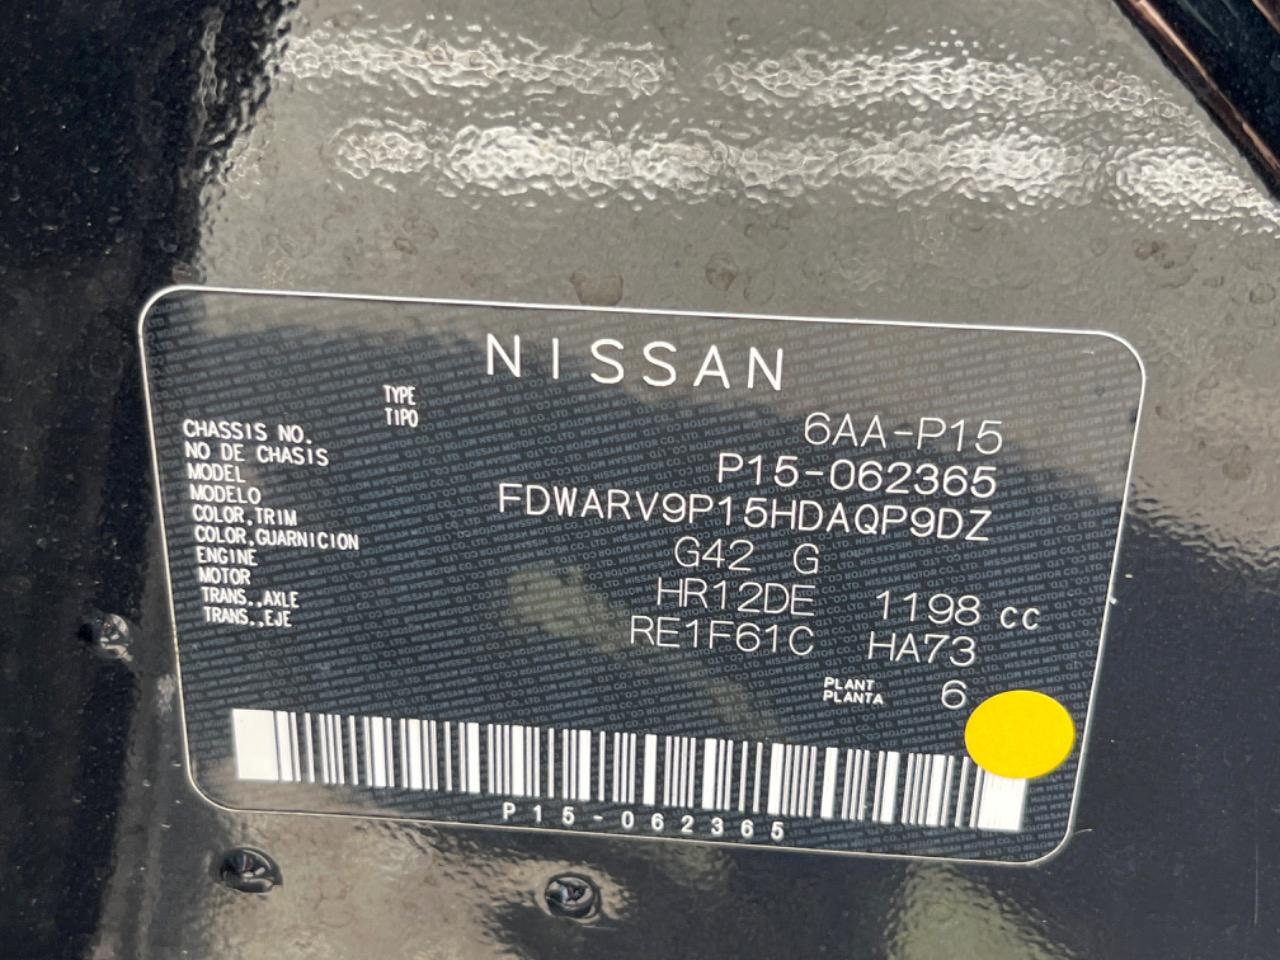 NISSAN
TYPE
TIPO
6AA-P15
CHASSIS NO.
NO DE CHASIS
P15-062365
MODEL
MODELO
FDWARV9P15HDAQP9DZ
COLOR,TRIM
COLOR,GUARNICION
G42 G
ENGINE
MOTOR
HR12DE 1198 cc
TRANS.,AXLE
TRANS.,EJE
RE1F61C HA73
PLANT
PLANTA
6
P15-062365